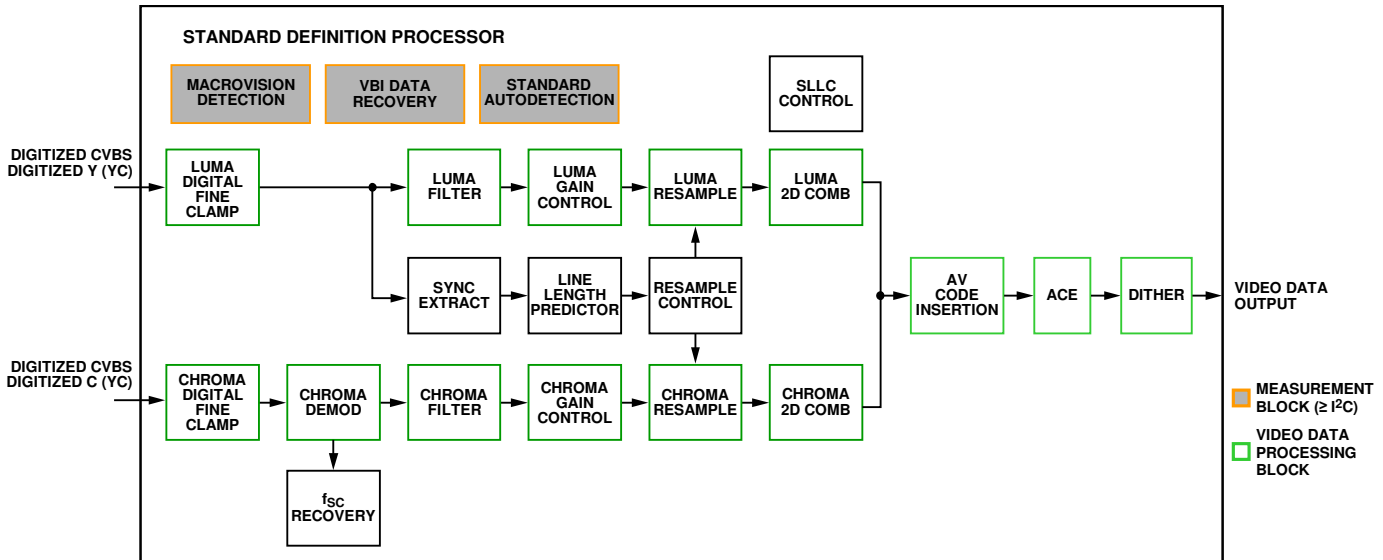 STANDARD DEFINITION PROCESSOR
MACROVISION
DETECTION
VBI DATA
RECOVERY
STANDARD
AUTODETECTION
SLLC
CONTROL
DIGITIZED CVBS
DIGITIZED Y (YC)
LUMA
DIGITAL
FINE
CLAMP
LUMA
FILTER
LUMA
GAIN
CONTROL
LUMA
RESAMPLE
LUMA
2D COMB
SYNC
EXTRACT
LINE
LENGTH
PREDICTOR
RESAMPLE
CONTROL
AV
CODE
INSERTION
ACE
DITHER
VIDEO DATA
OUTPUT
DIGITIZED CVBS
DIGITIZED C (YC)
CHROMA
DIGITAL
FINE
CLAMP
CHROMA
DEMOD
CHROMA
FILTER
CHROMA
GAIN
CONTROL
CHROMA
RESAMPLE
CHROMA
2D COMB
fSC
RECOVERY
MEASUREMENT
BLOCK (≥ I²C)
VIDEO DATA
PROCESSING
BLOCK